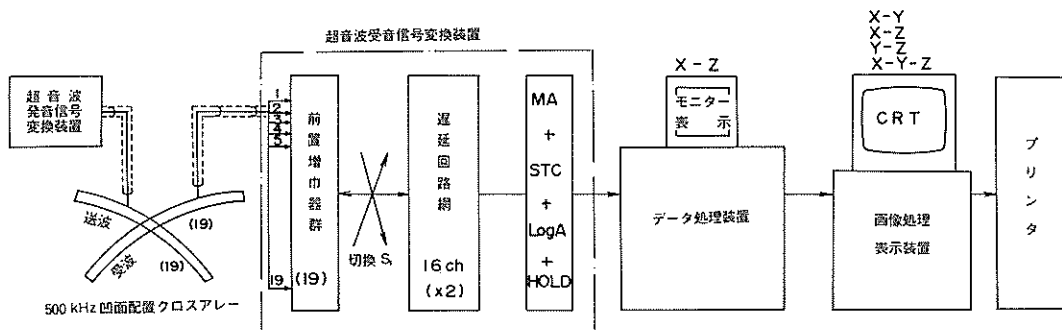 超音波受音信号変換装置
超音波
発音信号
変換装置
送波
(19)
受波
(19)
500 kHz 凹面配置クロスアレー
1
2
3
4
5
19
前置増巾器群
(19)
切換 S₁
遅延回路網
16 ch
(x2)
MA
+
STC
+
LogA
+
HOLD
X-Z
モニター
表示
データ処理装置
X-Y
X-Z
Y-Z
X-Y-Z
CRT
画像処理
表示装置
プリンタ